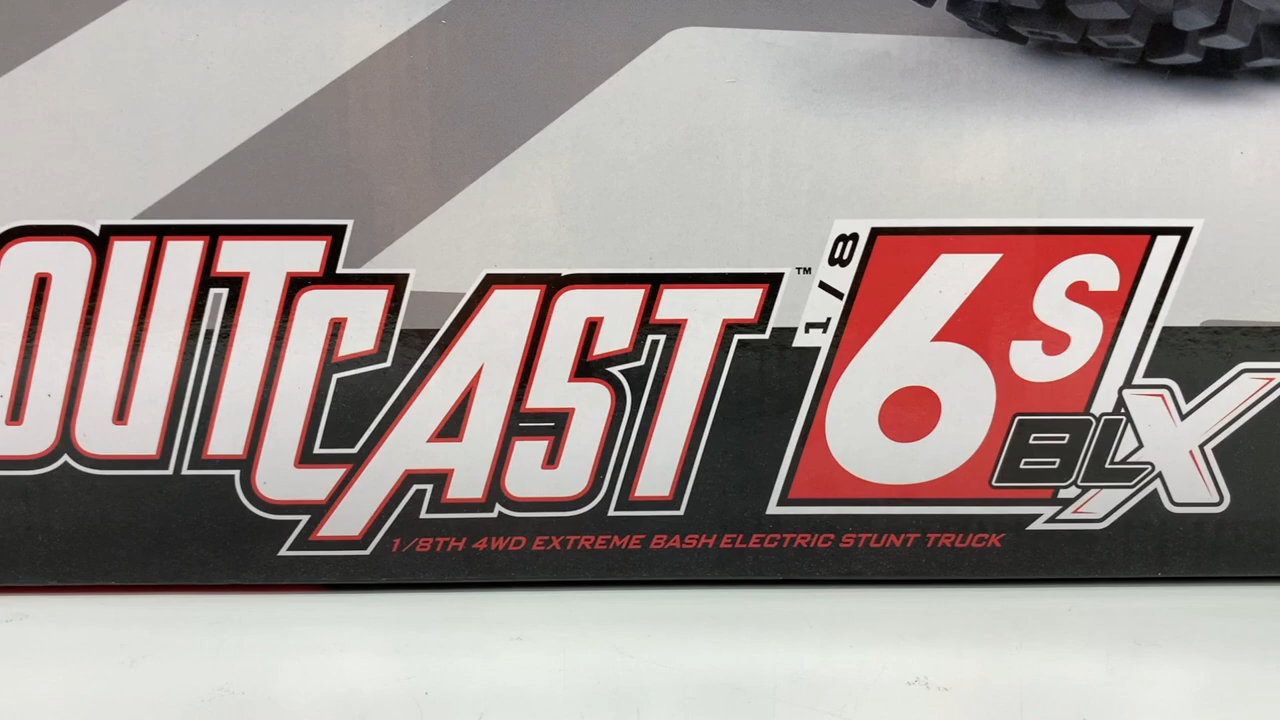 OUTCAST™ 1/8 6S BLX
1/8TH 4WD EXTREME BASH ELECTRIC STUNT TRUCK